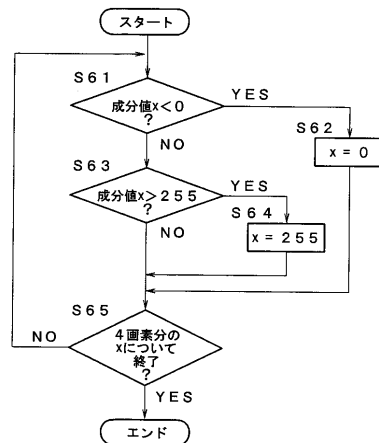 スタート
S61
成分値x<0
?
YES
NO
S62
x = 0
S63
成分値x>255
?
YES
NO
S64
x = 255
S65
4画素分の
xについて
終了
?
NO
YES
エンド